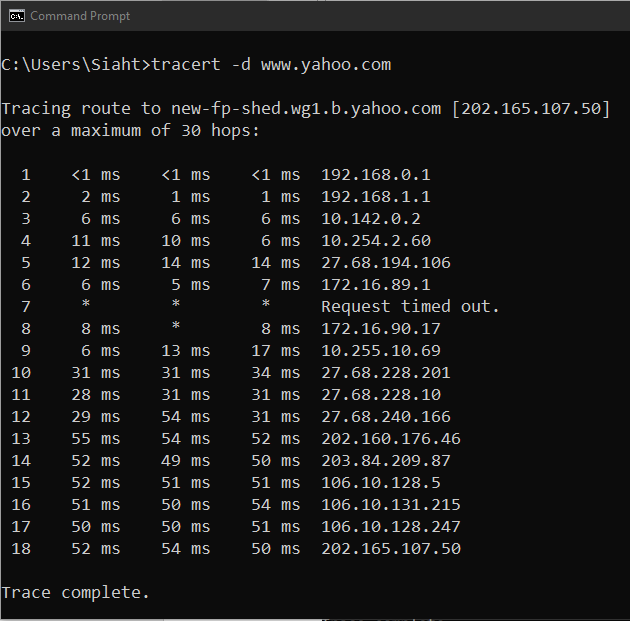 Command Prompt
C:\Users\Siaht>tracert -d www.yahoo.com
Tracing route to new-fp-shed.wg1.b.yahoo.com [202.165.107.50]
over a maximum of 30 hops:
1 <1 ms <1 ms <1 ms 192.168.0.1
2 2 ms 1 ms 1 ms 192.168.1.1
3 6 ms 6 ms 6 ms 10.142.0.2
4 11 ms 10 ms 6 ms 10.254.2.60
5 12 ms 14 ms 14 ms 27.68.194.106
6 6 ms 5 ms 7 ms 172.16.89.1
7 * * * Request timed out.
8 8 ms * 8 ms 172.16.90.17
9 6 ms 13 ms 17 ms 10.255.10.69
10 31 ms 31 ms 34 ms 27.68.228.201
11 28 ms 31 ms 31 ms 27.68.228.10
12 29 ms 54 ms 31 ms 27.68.240.166
13 55 ms 54 ms 52 ms 202.160.176.46
14 52 ms 49 ms 50 ms 203.84.209.87
15 52 ms 51 ms 51 ms 106.10.128.5
16 51 ms 50 ms 54 ms 106.10.131.215
17 50 ms 50 ms 51 ms 106.10.128.247
18 52 ms 54 ms 50 ms 202.165.107.50
Trace complete.